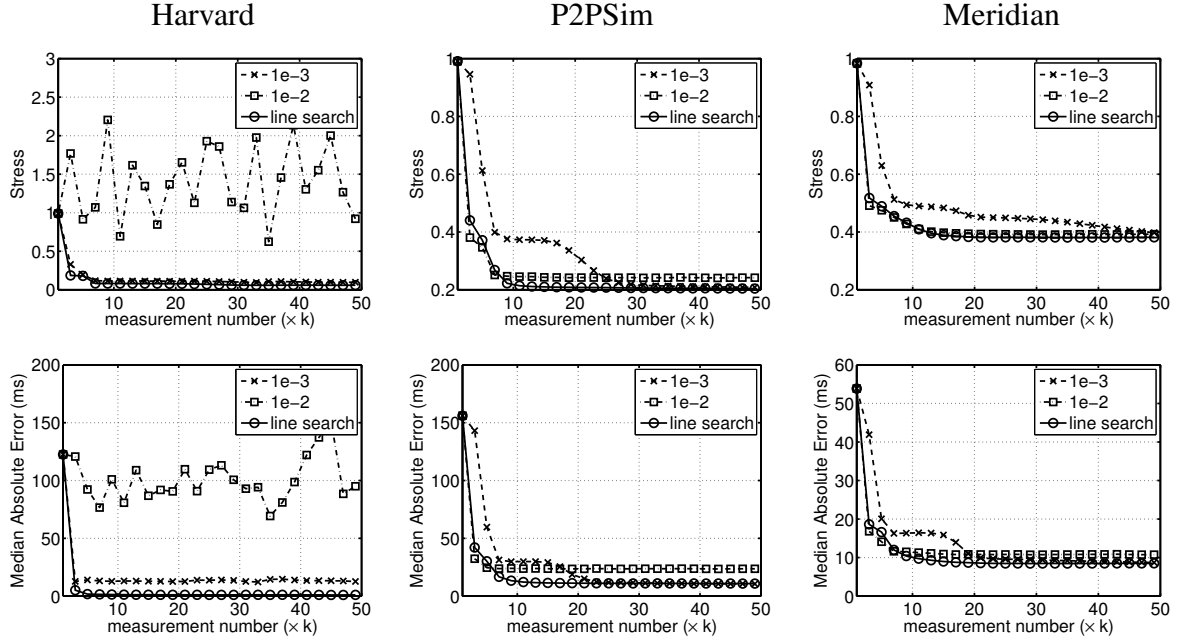 Harvard
P2PSim
Meridian
3
2.5
2
1.5
1
0.5
0
10
20
30
40
50
Stress
measurement number (× k)
1e−3
1e−2
line search
1
0.8
0.6
0.4
0.2
10
20
30
40
50
Stress
measurement number (× k)
1e−3
1e−2
line search
1
0.8
0.6
0.4
0.2
10
20
30
40
50
Stress
measurement number (× k)
1e−3
1e−2
line search
200
150
100
50
0
0
10
20
30
40
50
Median Absolute Error (ms)
measurement number (× k)
1e−3
1e−2
line search
200
150
100
50
0
0
10
20
30
40
50
Median Absolute Error (ms)
measurement number (× k)
1e−3
1e−2
line search
60
50
40
30
20
10
0
0
10
20
30
40
50
Median Absolute Error (ms)
measurement number (× k)
1e−3
1e−2
line search